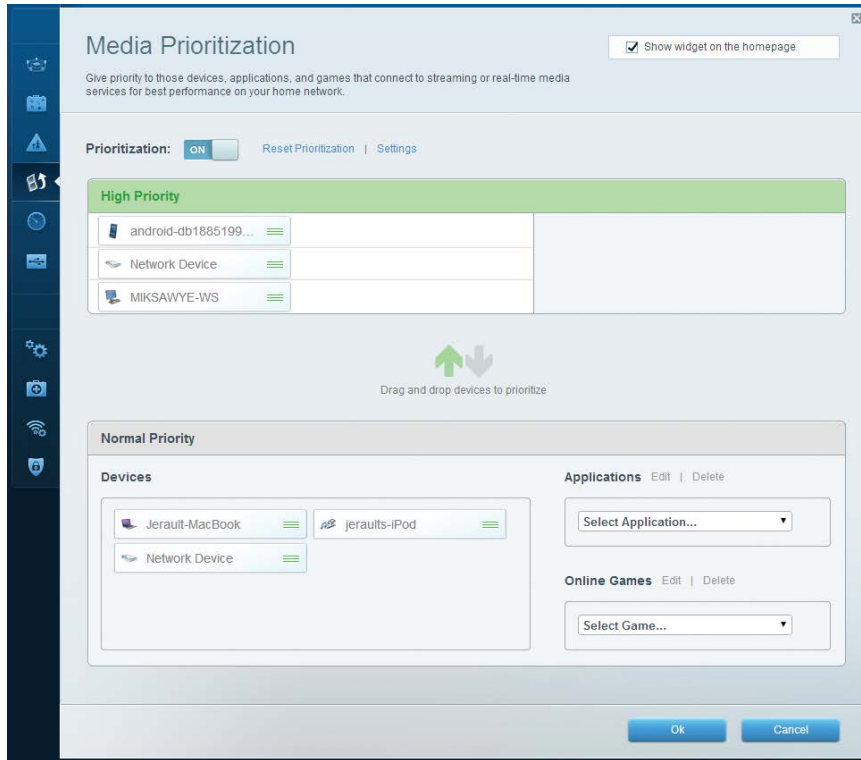 Media Prioritization
Show widget on the homepage
Give priority to those devices, applications, and games that connect to streaming or real-time media
services for best performance on your home network.
Prioritization: ON Reset Prioritization | Settings
High Priority
android-db1885199...
Network Device
MIKSAWYE-WS
Drag and drop devices to prioritize
Normal Priority
Devices
Jerault-MacBook
jeraults-iPod
Network Device
Applications Edit | Delete
Select Application...
Online Games Edit | Delete
Select Game...
Ok
Cancel